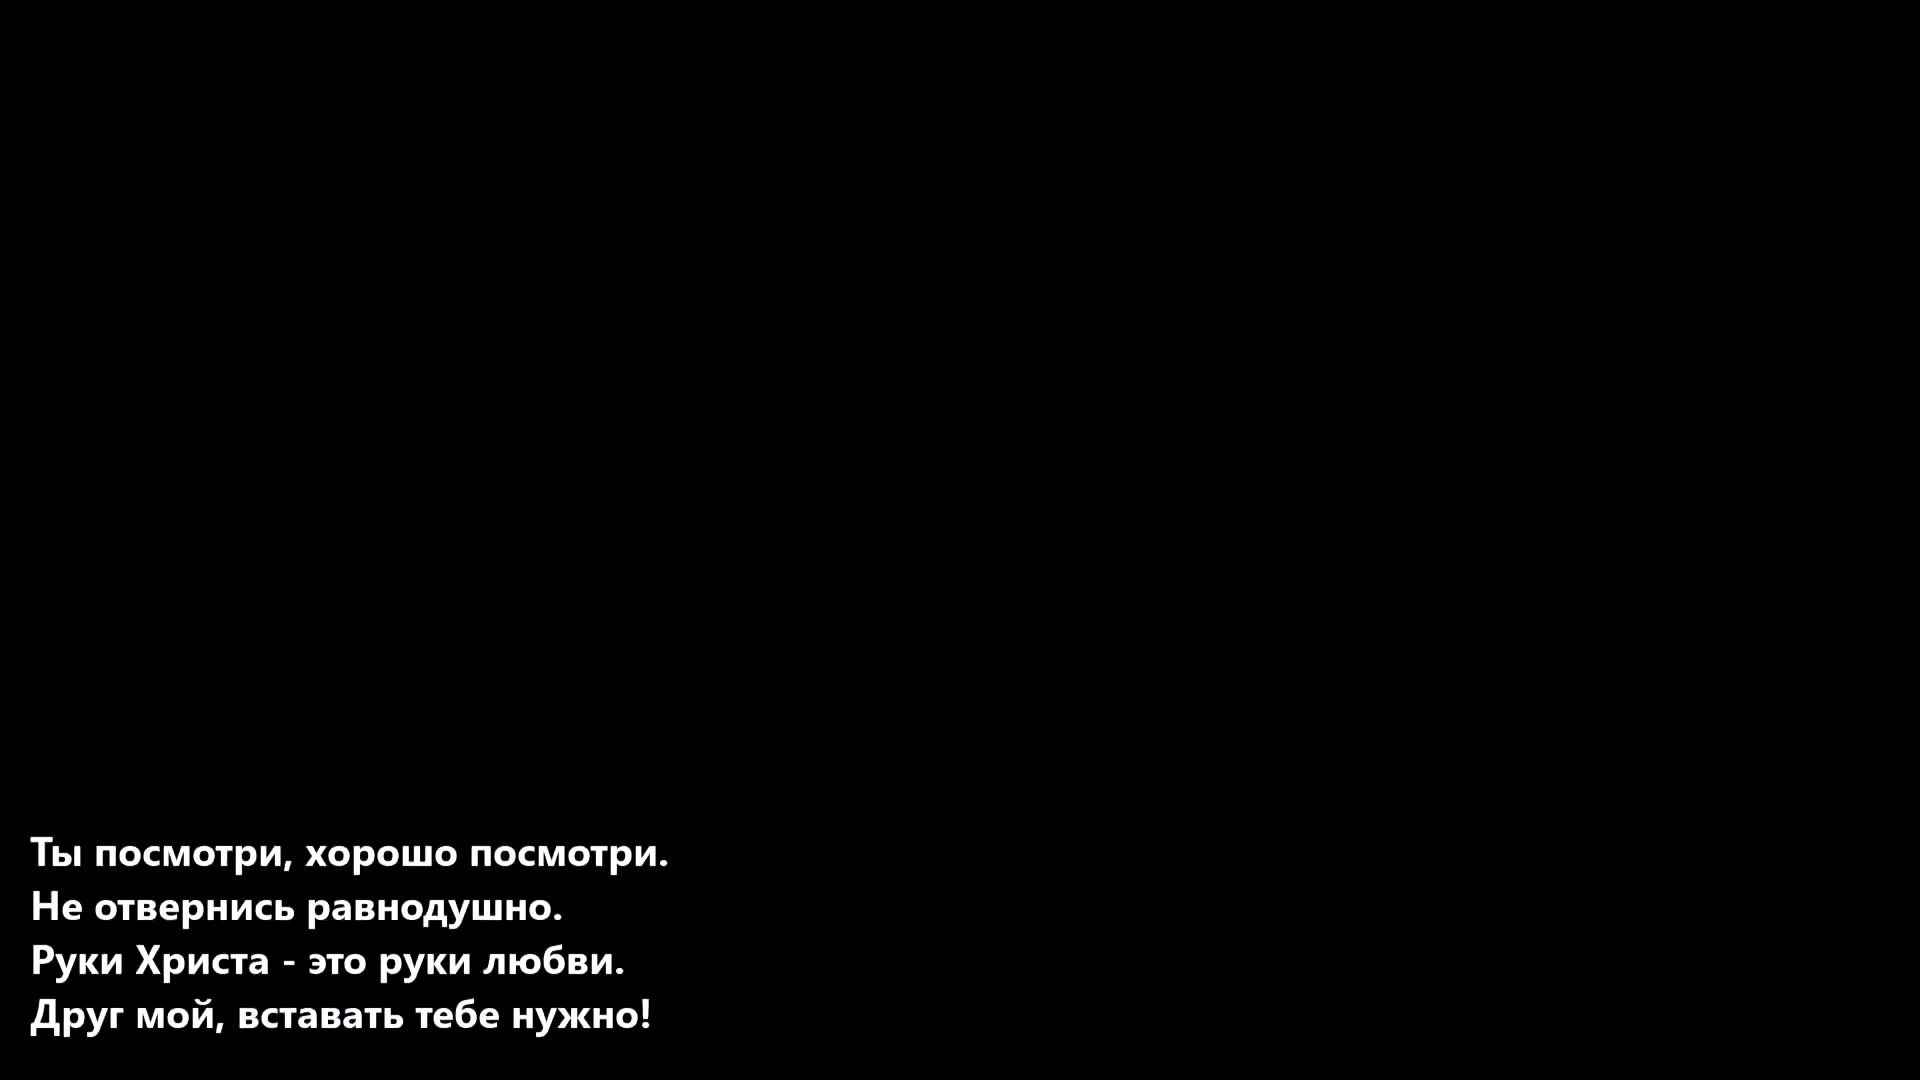 Ты посмотри, хорошо посмотри.
Не отвернись равнодушно.
Руки Христа - это руки любви.
Друг мой, вставать тебе нужно!